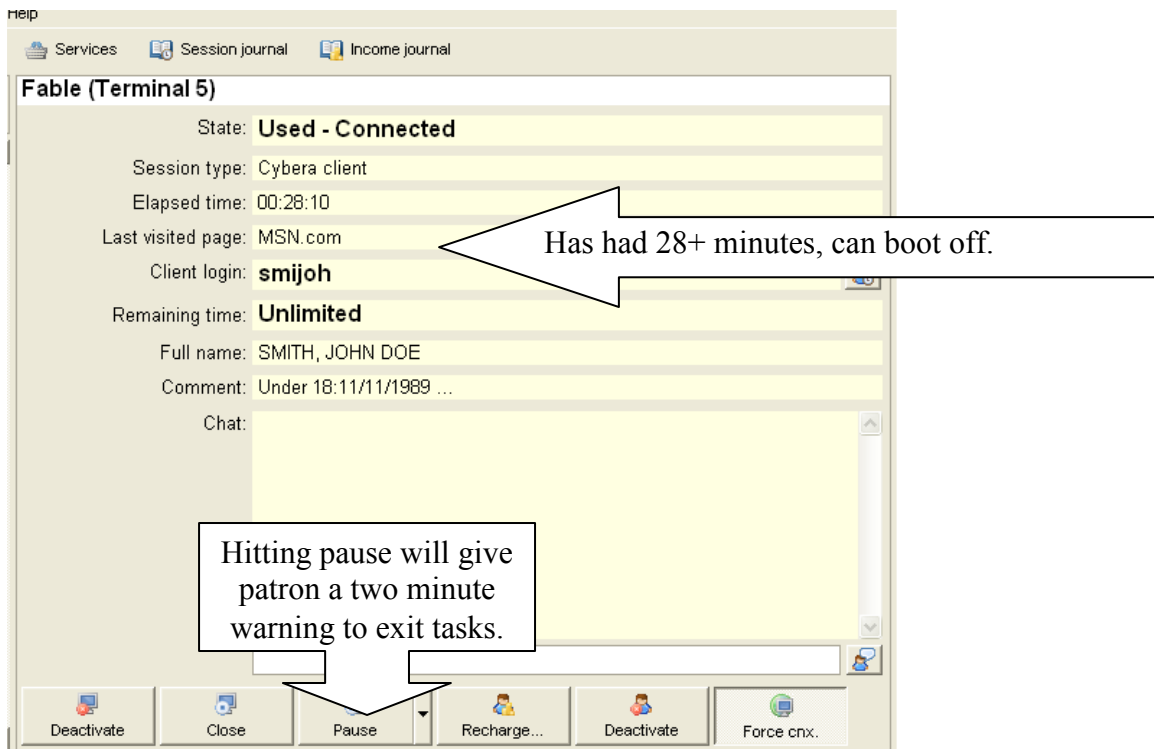 Help
Services Session journal Income journal
Fable (Terminal 5)
State: Used - Connected
Session type: Cybera client
Elapsed time: 00:28:10
Last visited page: MSN.com
Has had 28+ minutes, can boot off.
Client login: smijoh
Remaining time: Unlimited
Full name: SMITH, JOHN DOE
Comment: Under 18:11/11/1989 ...
Chat:
Hitting pause will give
patron a two minute
warning to exit tasks.
Deactivate Close Pause Recharge... Deactivate Force cnx.